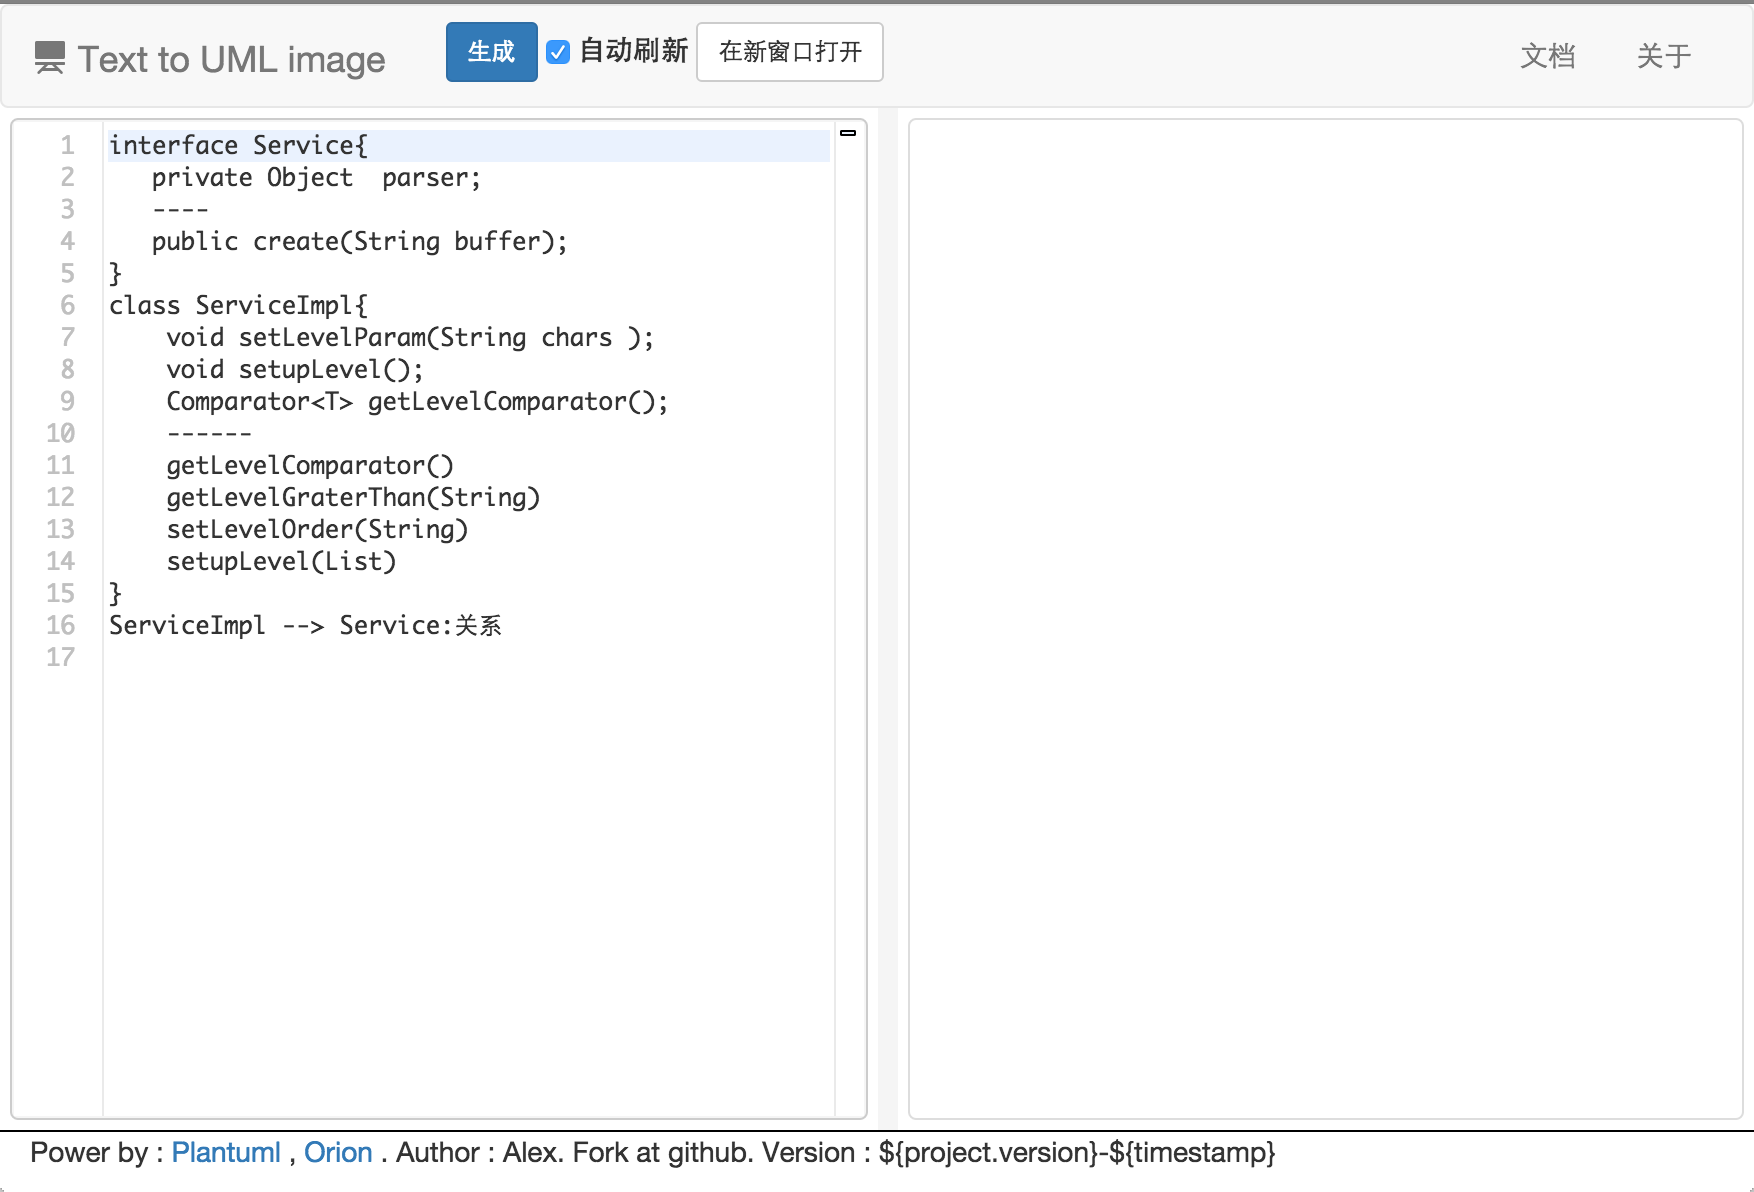 Text to UML image 生成 自动刷新 在新窗口打开 文档 关于
1 interface Service{
2    private Object  parser;
3    ----
4    public create(String buffer);
5 }
6 class ServiceImpl{
7     void setLevelParam(String chars );
8     void setupLevel();
9     Comparator<T> getLevelComparator();
10     ------
11     getLevelComparator()
12     getLevelGraterThan(String)
13     setLevelOrder(String)
14     setupLevel(List)
15 }
16 ServiceImpl --> Service:关系
17
Power by : Plantuml , Orion . Author : Alex. Fork at github. Version : ${project.version}-${timestamp}